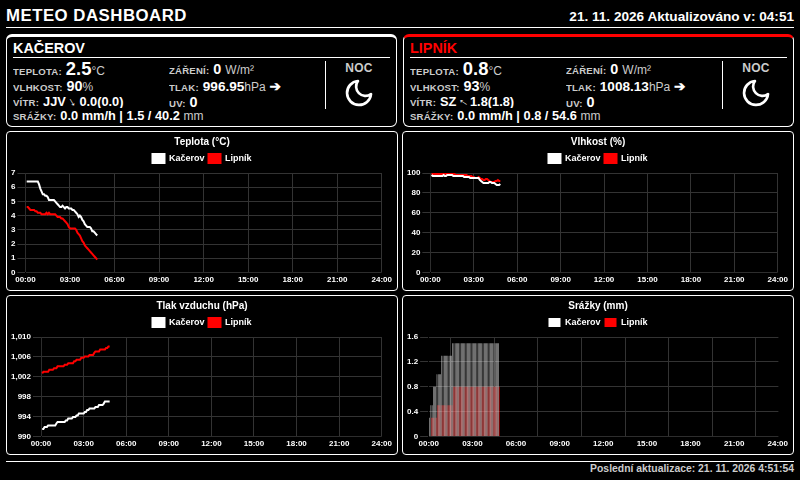 METEO DASHBOARD
21. 11. 2026 Aktualizováno v: 04:51
KAČEROV
TEPLOTA: 2.5°C ZÁŘENÍ: 0 W/m² NOC
VLHKOST: 90% TLAK: 996.95hPa ➔
VÍTR: JJV → 0.0(0.0) UV: 0
SRÁŽKY: 0.0 mm/h | 1.5 / 40.2 mm
LIPNÍK
TEPLOTA: 0.8°C ZÁŘENÍ: 0 W/m² NOC
VLHKOST: 93% TLAK: 1008.13hPa ➔
VÍTR: SZ → 1.8(1.8) UV: 0
SRÁŽKY: 0.0 mm/h | 0.8 / 54.6 mm
Teplota (°C)
Kačerov Lipník
7
6
5
4
3
2
1
0
00:00 03:00 06:00 09:00 12:00 15:00 18:00 21:00 24:00
Vlhkost (%)
Kačerov Lipník
100
80
60
40
20
0
00:00 03:00 06:00 09:00 12:00 15:00 18:00 21:00 24:00
Tlak vzduchu (hPa)
Kačerov Lipník
1,010
1,006
1,002
998
994
990
00:00 03:00 06:00 09:00 12:00 15:00 18:00 21:00 24:00
Srážky (mm)
Kačerov Lipník
1.6
1.2
0.8
0.4
0
00:00 03:00 06:00 09:00 12:00 15:00 18:00 21:00 24:00
Poslední aktualizace: 21. 11. 2026 4:51:54